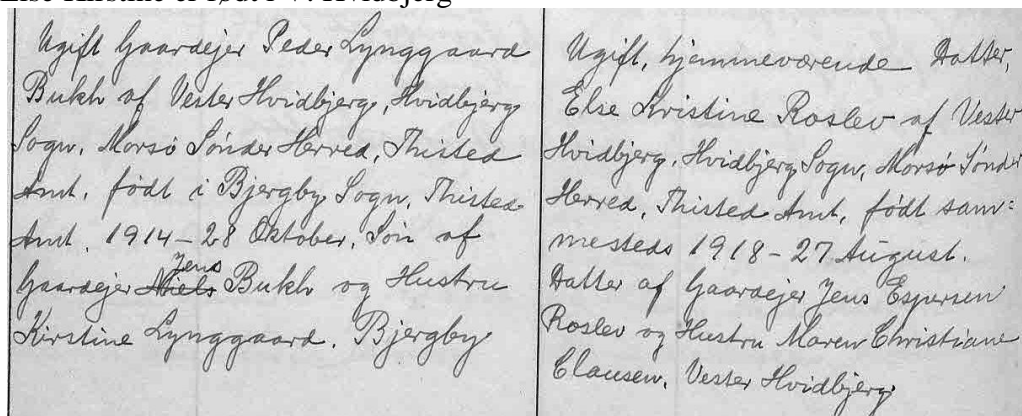 Else Kirstine er født i V. Hvidbjerg
Ugift Gaardejer Peder Lynggaard
Bukh af Vester Hvidbjerg, Hvidbjerg
Sogn, Morsø Sønder Herred, Thisted
Amt, født i Bjergby Sogn, Thisted
Amt, 1914-28 Oktober, Søn af
Jens
Gaardejer Niels Bukh og Hustru
Kirstine Lynggaard, Bjergby
Ugift, hjemmeværende Datter,
Else Kristine Roslev af Vester
Hvidbjerg, Hvidbjerg Sogn, Morsø Sønder
Herred, Thisted Amt, født sam=
mesteds 1918-27 August.
Datter af Gaardejer Jens Espersen
Roslev og Hustru Maren Christiane
Clausen, Vester Hvidbjerg